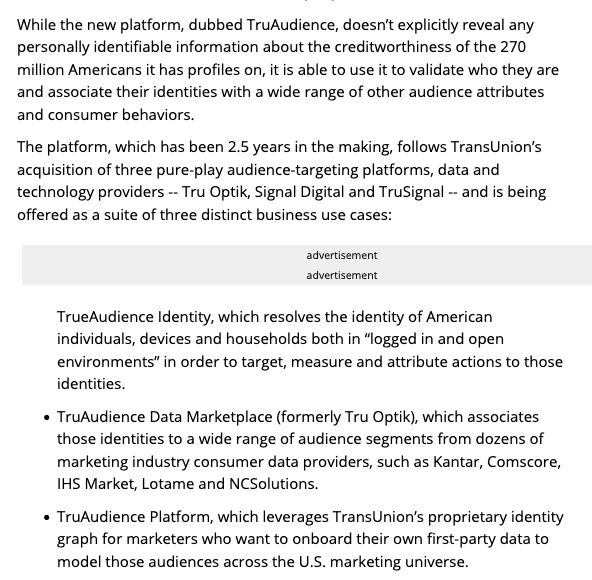 While the new platform, dubbed TruAudience, doesn’t explicitly reveal any
personally identifiable information about the creditworthiness of the 270
million Americans it has profiles on, it is able to use it to validate who they are
and associate their identities with a wide range of other audience attributes
and consumer behaviors.
The platform, which has been 2.5 years in the making, follows TransUnion’s
acquisition of three pure-play audience-targeting platforms, data and
technology providers -- Tru Optik, Signal Digital and TruSignal -- and is being
offered as a suite of three distinct business use cases:
advertisement
advertisement
TrueAudience Identity, which resolves the identity of American
individuals, devices and households both in “logged in and open
environments” in order to target, measure and attribute actions to those
identities.
• TruAudience Data Marketplace (formerly Tru Optik), which associates
those identities to a wide range of audience segments from dozens of
marketing industry consumer data providers, such as Kantar, Comscore,
IHS Market, Lotame and NCSolutions.
• TruAudience Platform, which leverages TransUnion’s proprietary identity
graph for marketers who want to onboard their own first-party data to
model those audiences across the U.S. marketing universe.